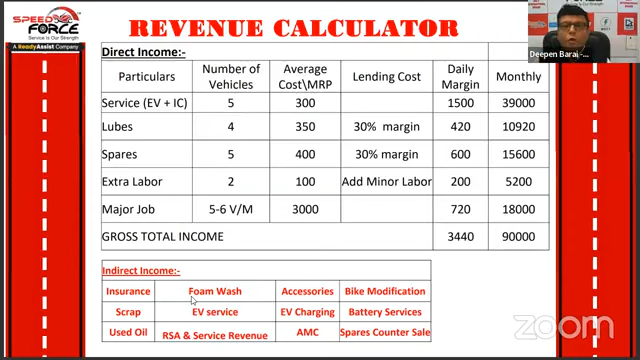 SPEED
FORCE
Service Is Our Strength
A ReadyAssist Company
REVENUE CALCULATOR
Direct Income:-
Particulars Number of Vehicles Average Cost\MRP Lending Cost Daily Margin Monthly
Service (EV + IC) 5 300 1500 39000
Lubes 4 350 30% margin 420 10920
Spares 5 400 30% margin 600 15600
Extra Labor 2 100 Add Minor Labor 200 5200
Major Job 5-6 V/M 3000 720 18000
GROSS TOTAL INCOME 3440 90000
Indirect Income:-
Insurance Foam Wash Accessories Bike Modification
Scrap EV service EV Charging Battery Services
Used Oil RSA & Service Revenue AMC Spares Counter Sale
Deepen Barai -...
zoom